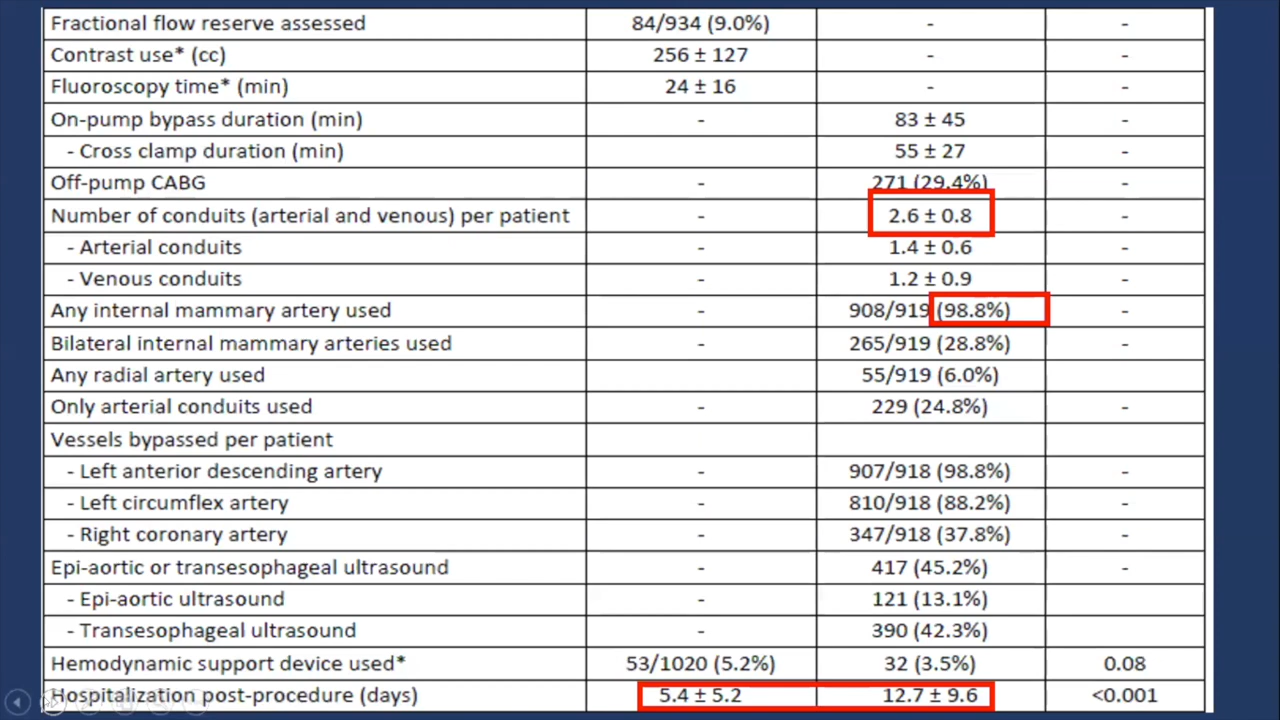 Fractional flow reserve assessed 84/934 (9.0%) - -
Contrast use* (cc) 256 ± 127 - -
Fluoroscopy time* (min) 24 ± 16 - -
On-pump bypass duration (min) - 83 ± 45 -
- Cross clamp duration (min) 55 ± 27 -
Off-pump CABG - 271 (29.4%) -
Number of conduits (arterial and venous) per patient - 2.6 ± 0.8 -
- Arterial conduits - 1.4 ± 0.6 -
- Venous conduits - 1.2 ± 0.9 -
Any internal mammary artery used - 908/919 (98.8%) -
Bilateral internal mammary arteries used - 265/919 (28.8%) -
Any radial artery used 55/919 (6.0%)
Only arterial conduits used - 229 (24.8%) -
Vessels bypassed per patient
- Left anterior descending artery - 907/918 (98.8%) -
- Left circumflex artery - 810/918 (88.2%) -
- Right coronary artery - 347/918 (37.8%) -
Epi-aortic or transesophageal ultrasound - 417 (45.2%) -
- Epi-aortic ultrasound - 121 (13.1%)
- Transesophageal ultrasound - 390 (42.3%)
Hemodynamic support device used* 53/1020 (5.2%) 32 (3.5%) 0.08
Hospitalization post-procedure (days) 5.4 ± 5.2 12.7 ± 9.6 <0.001